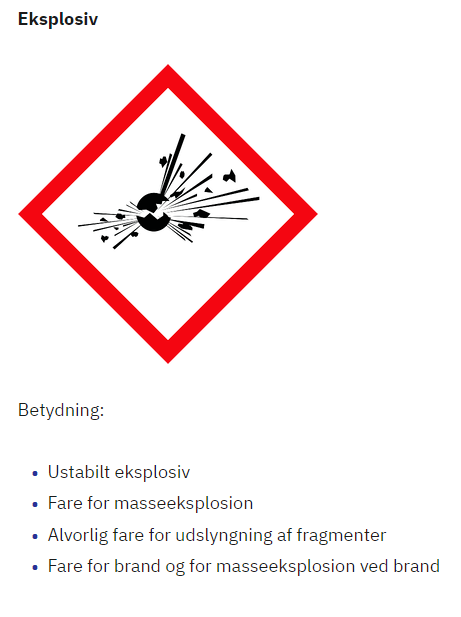 Eksplosiv
Betydning:
Ustabilt eksplosiv
Fare for masseeksplosion
Alvorlig fare for udslyngning af fragmenter
Fare for brand og for masseeksplosion ved brand